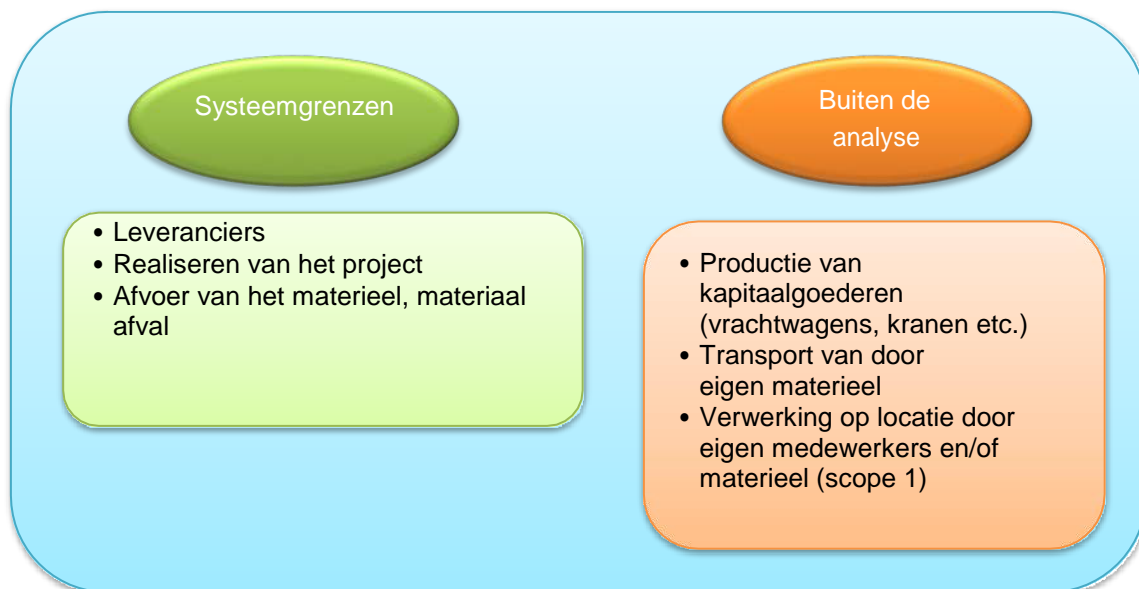 Systeemgrenzen
• Leveranciers
• Realiseren van het project
• Afvoer van het materieel, materiaal
afval
Buiten de
analyse
• Productie van
kapitaalgoederen
(vrachtwagens, kranen etc.)
• Transport van door
eigen materieel
• Verwerking op locatie door
eigen medewerkers en/of
materieel (scope 1)